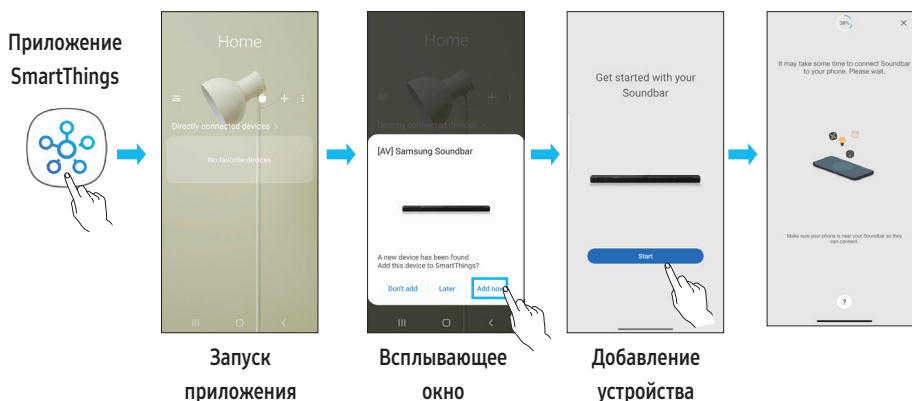 Приложение
SmartThings
Home
Directly connected devices >
No favorite devices
Запуск
приложения
Home
Directly connected devices >
[AV] Samsung Soundbar
A new device has been found.
Add this device to SmartThings?
Don't add
Later
Add now
Всплывающее
окно
Get started with your
Soundbar
Start
Добавление
устройства
38%
It may take some time to connect Soundbar
to your phone. Please wait.
Make sure your phone is near your Soundbar so they
can connect.
?